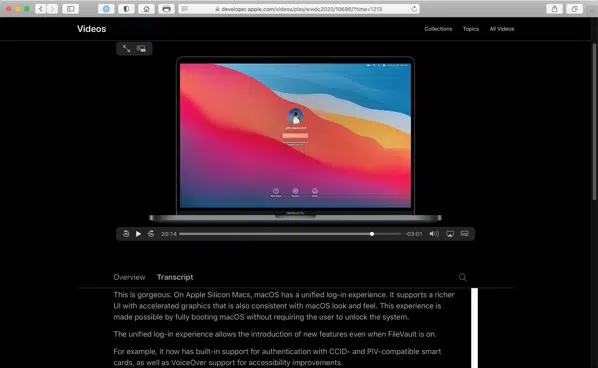 developer.apple.com/videos/play/wwdc2020/10686/?time=1213
Videos
Collections
Topics
All Videos
MacBook Pro
20:14
-03:01
Overview
Transcript
This is gorgeous. On Apple Silicon Macs, macOS has a unified log-in experience. It supports a richer
UI with accelerated graphics that is also consistent with macOS look and feel. This experience is
made possible by fully booting macOS without requiring the user to unlock the system.
The unified log-in experience allows the introduction of new features even when FileVault is on.
For example, it now has built-in support for authentication with CCID- and PIV-compatible smart
cards, as well as VoiceOver support for accessibility improvements.